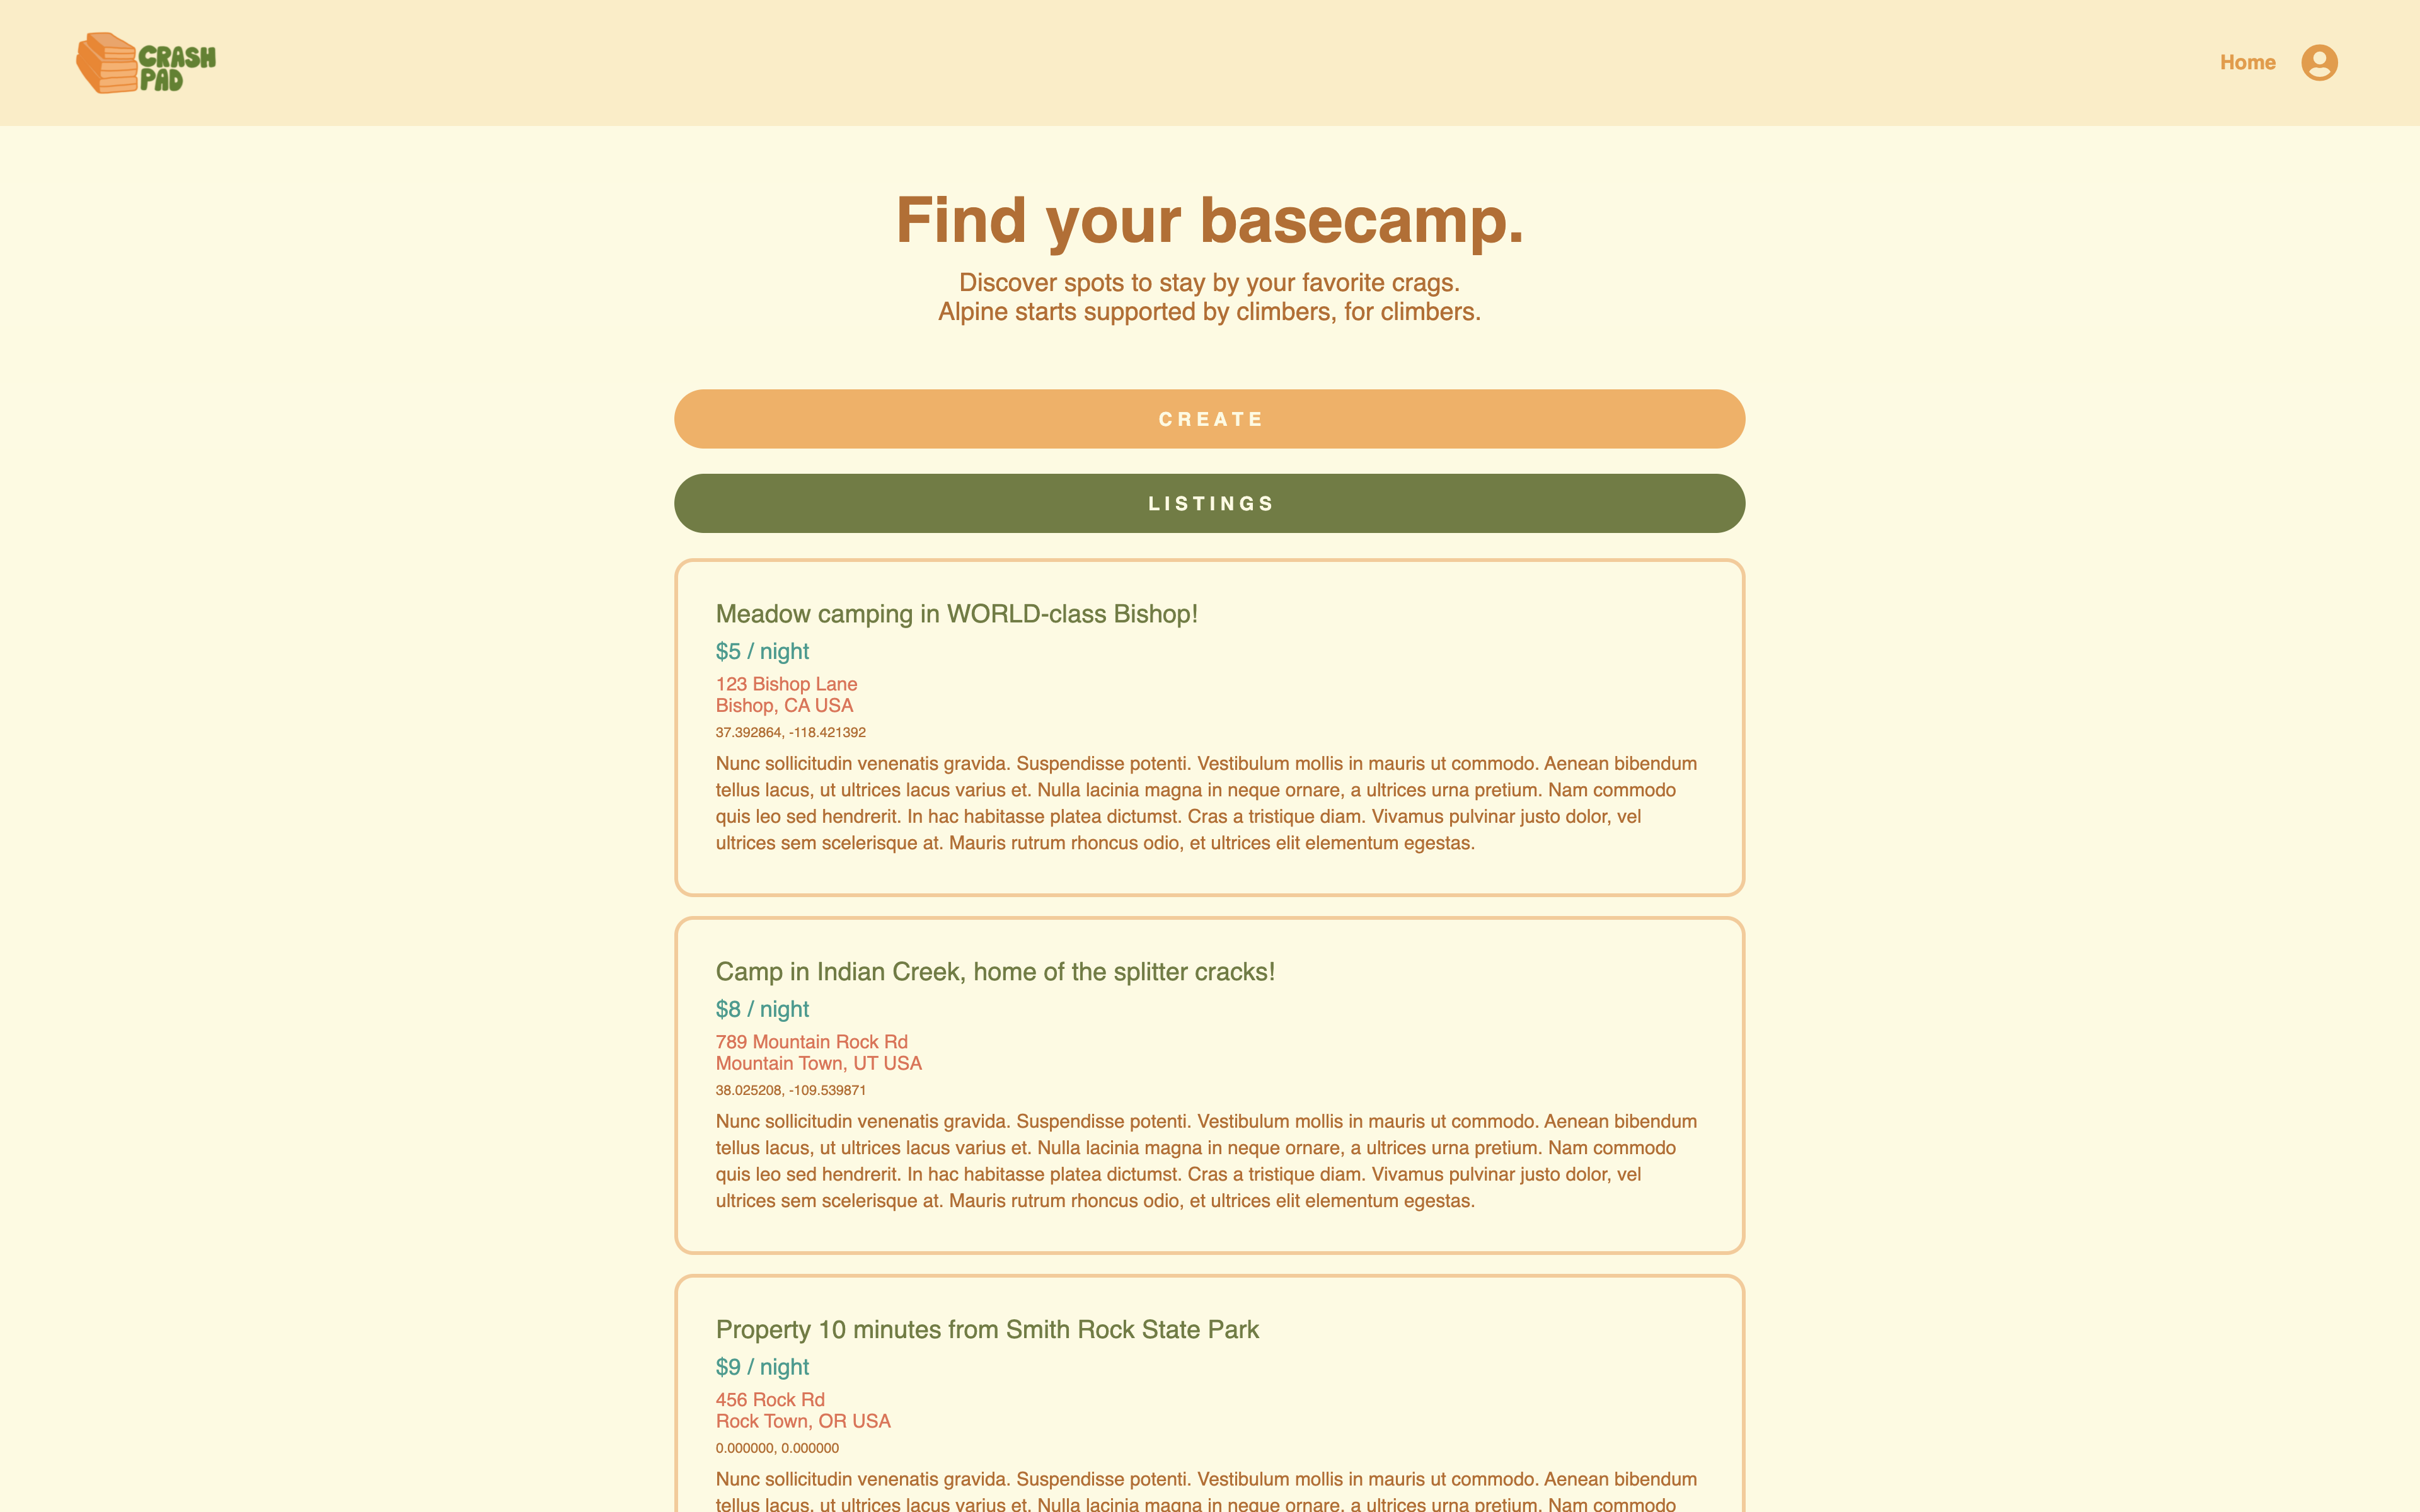 CRASH
PAD
Home
Find your basecamp.
Discover spots to stay by your favorite crags.
Alpine starts supported by climbers, for climbers.
CREATE
LISTINGS
Meadow camping in WORLD-class Bishop!
$5 / night
123 Bishop Lane
Bishop, CA USA
37.392864, -118.421392
Nunc sollicitudin venenatis gravida. Suspendisse potenti. Vestibulum mollis in mauris ut commodo. Aenean bibendum
tellus lacus, ut ultrices lacus varius et. Nulla lacinia magna in neque ornare, a ultrices urna pretium. Nam commodo
quis leo sed hendrerit. In hac habitasse platea dictumst. Cras a tristique diam. Vivamus pulvinar justo dolor, vel
ultrices sem scelerisque at. Mauris rutrum rhoncus odio, et ultrices elit elementum egestas.
Camp in Indian Creek, home of the splitter cracks!
$8 / night
789 Mountain Rock Rd
Mountain Town, UT USA
38.025208, -109.539871
Nunc sollicitudin venenatis gravida. Suspendisse potenti. Vestibulum mollis in mauris ut commodo. Aenean bibendum
tellus lacus, ut ultrices lacus varius et. Nulla lacinia magna in neque ornare, a ultrices urna pretium. Nam commodo
quis leo sed hendrerit. In hac habitasse platea dictumst. Cras a tristique diam. Vivamus pulvinar justo dolor, vel
ultrices sem scelerisque at. Mauris rutrum rhoncus odio, et ultrices elit elementum egestas.
Property 10 minutes from Smith Rock State Park
$9 / night
456 Rock Rd
Rock Town, OR USA
0.000000, 0.000000
Nunc sollicitudin venenatis gravida. Suspendisse potenti. Vestibulum mollis in mauris ut commodo. Aenean bibendum
tellus lacus, ut ultrices lacus varius et. Nulla lacinia magna in neque ornare, a ultrices urna pretium. Nam commodo